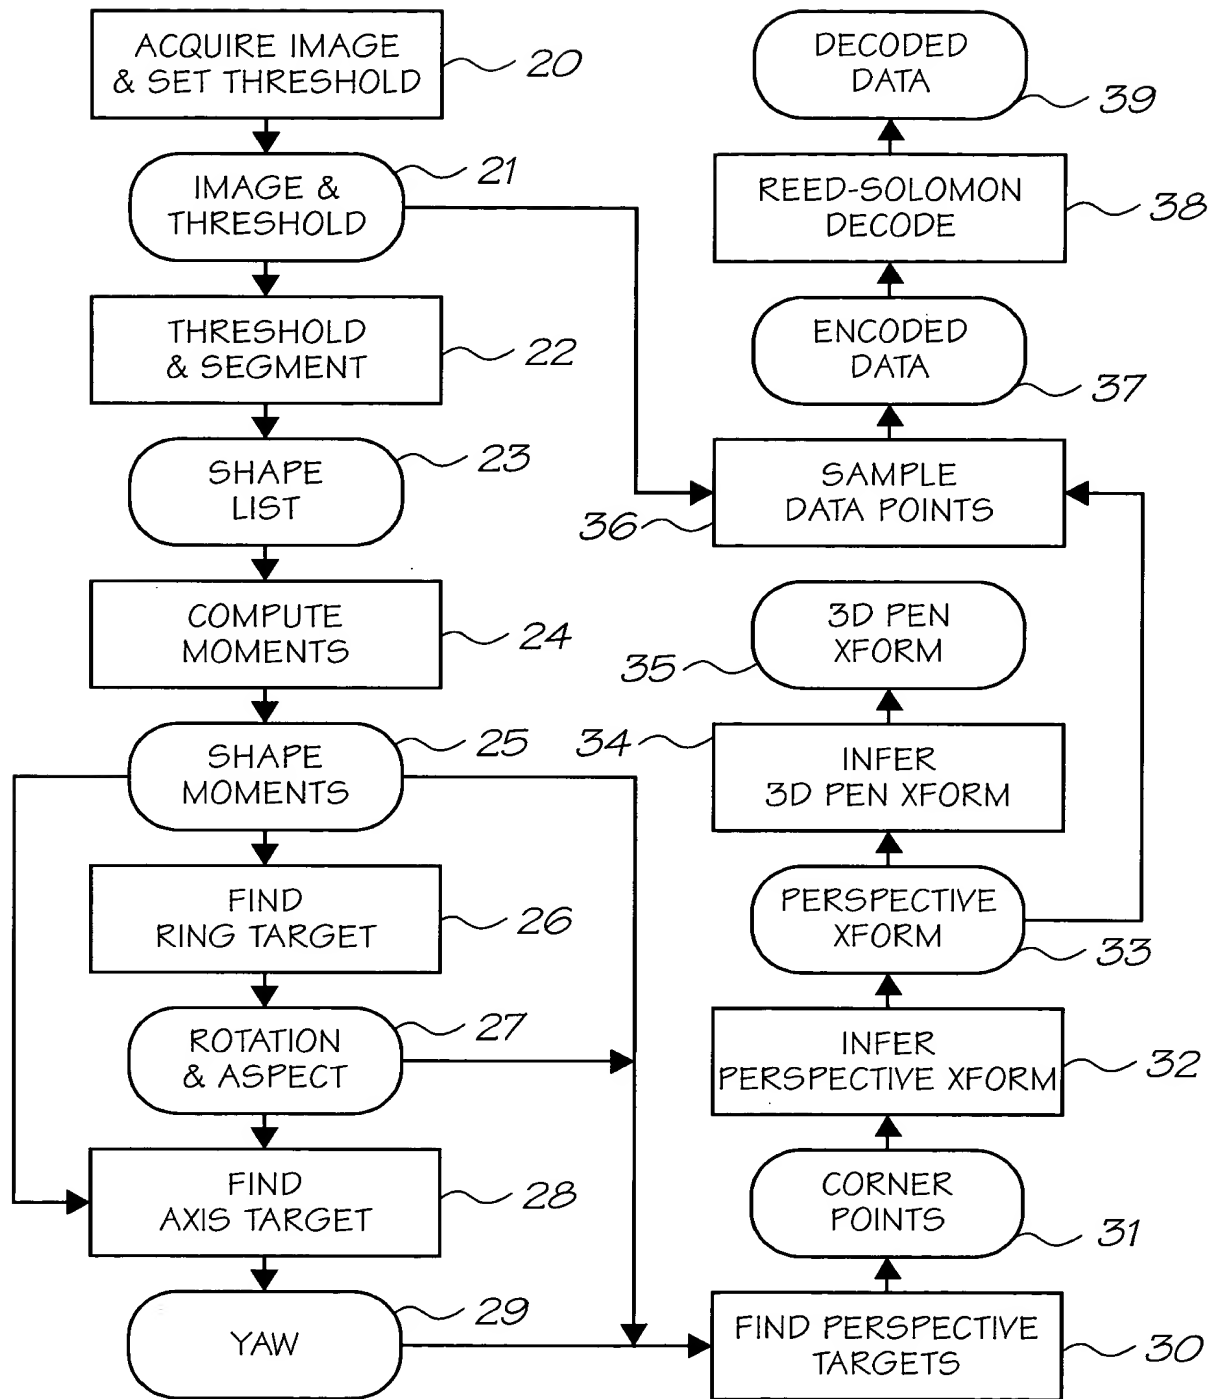 ACQUIRE IMAGE
& SET THRESHOLD
20
IMAGE &
THRESHOLD
21
THRESHOLD
& SEGMENT
22
SHAPE
LIST
23
COMPUTE
MOMENTS
24
SHAPE
MOMENTS
25
FIND
RING TARGET
26
ROTATION
& ASPECT
27
FIND
AXIS TARGET
28
YAW
29
DECODED
DATA
39
REED-SOLOMON
DECODE
38
ENCODED
DATA
37
SAMPLE
DATA POINTS
36
3D PEN
XFORM
35
INFER
3D PEN XFORM
34
PERSPECTIVE
XFORM
33
INFER
PERSPECTIVE XFORM
32
CORNER
POINTS
31
FIND PERSPECTIVE
TARGETS
30